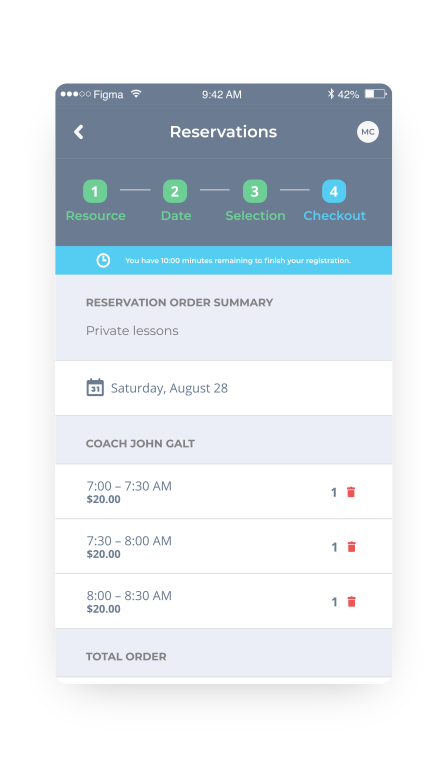 Figma 9:42 AM 42%
Reservations MC
1 2 3 4
Resource Date Selection Checkout
You have 10:00 minutes remaining to finish your registration.
RESERVATION ORDER SUMMARY
Private lessons
31 Saturday, August 28
COACH JOHN GALT
7:00 – 7:30 AM 1
$20.00
7:30 – 8:00 AM 1
$20.00
8:00 – 8:30 AM 1
$20.00
TOTAL ORDER